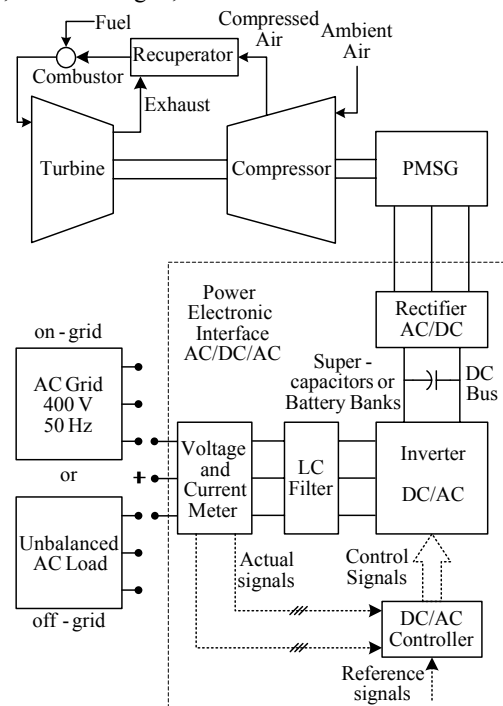 Fuel
Compressed
Air
Ambient
Air
Recuperator
Combustor
Exhaust
Turbine
Compressor
PMSG
Power
Electronic
Interface
AC/DC/AC
Rectifier
AC/DC
on - grid
AC Grid
400 V
50 Hz
Super -
capacitors or
Battery Banks
DC
Bus
or
Voltage
and
Current
Meter
LC
Filter
Inverter
DC/AC
Unbalanced
AC Load
off - grid
Actual
signals
Control
Signals
DC/AC
Controller
Reference
signals